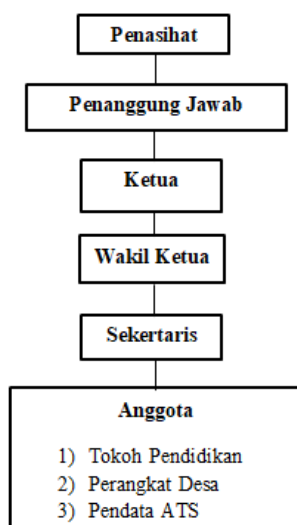 Penasihat
Penanggung Jawab
Ketua
Wakil Ketua
Sekertaris
Anggota
1) Tokoh Pendidikan
2) Perangkat Desa
3) Pendata ATS